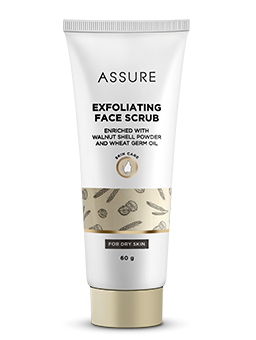 ASSURE
EXFOLIATING
FACE SCRUB
ENRICHED WITH
WALNUT SHELL POWDER
AND WHEAT GERM OIL
SKIN CARE
FOR DRY SKIN
60 g